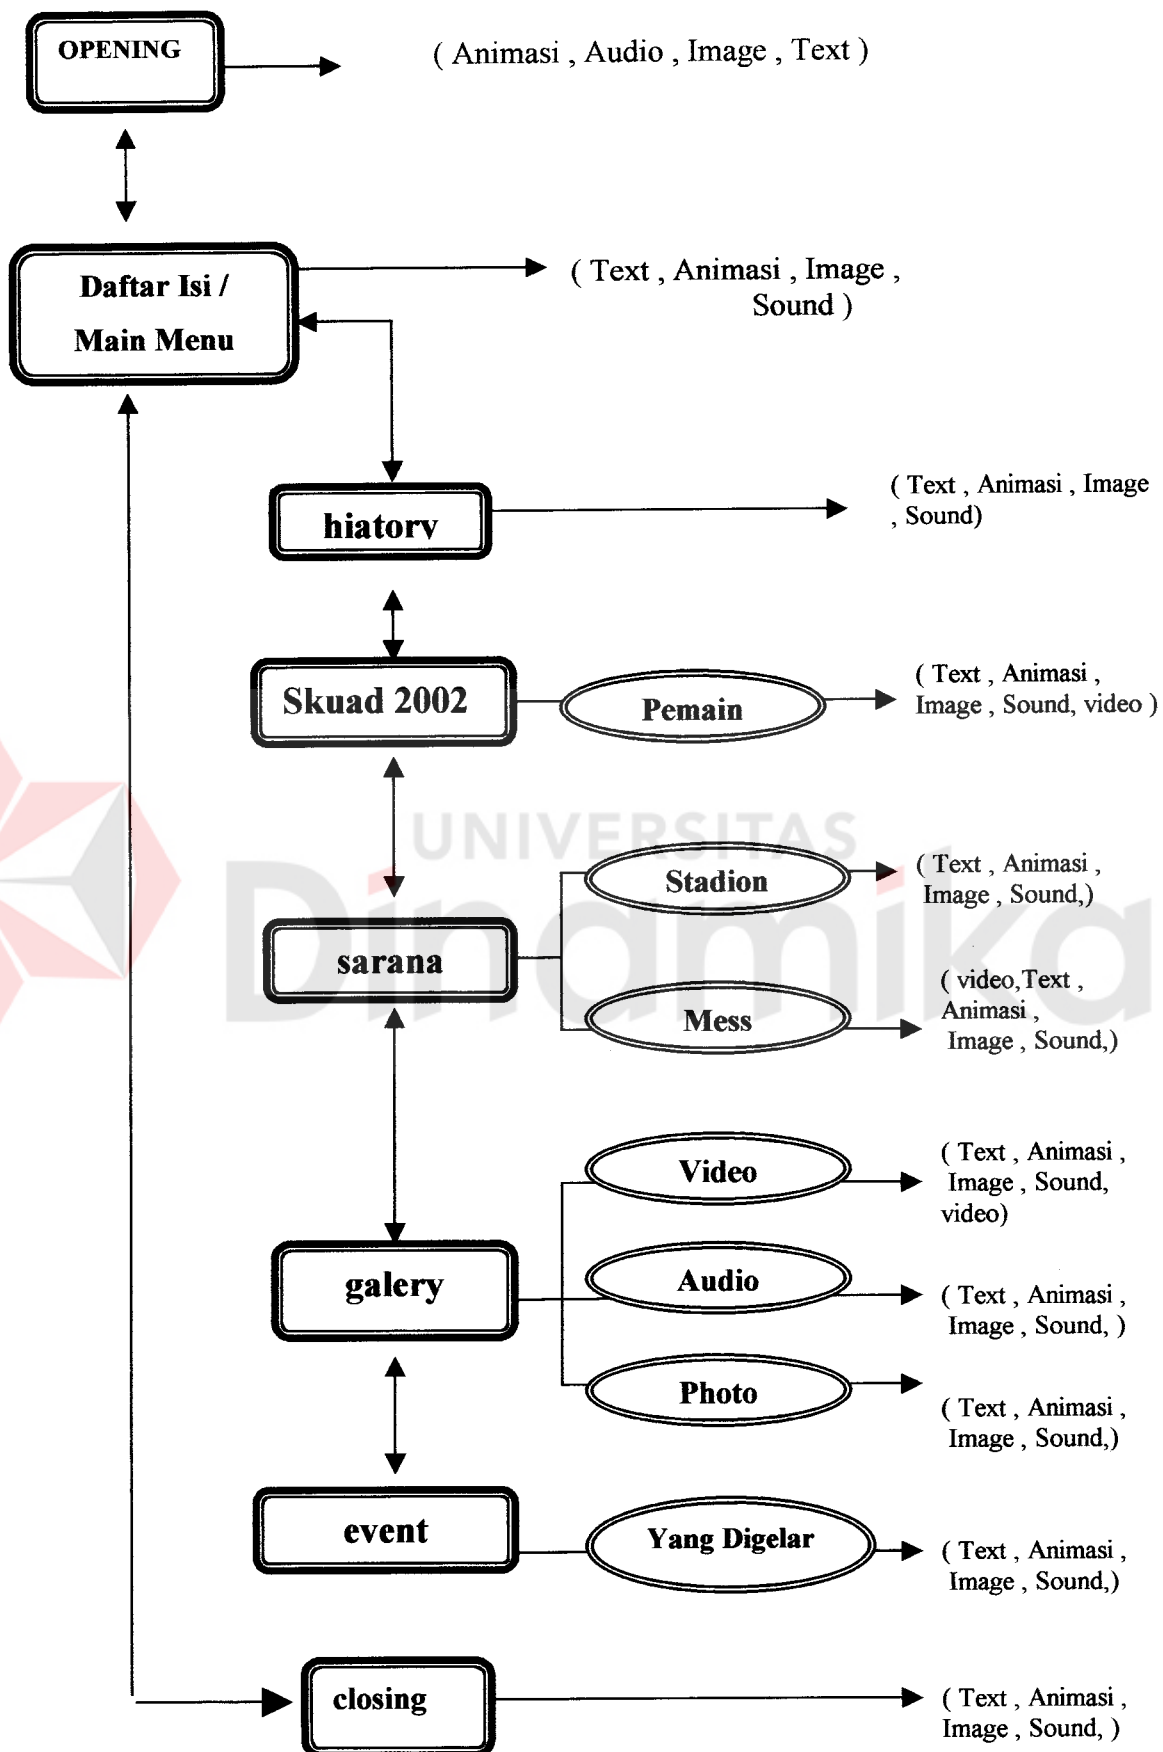 OPENING
( Animasi , Audio , Image , Text )
Daftar Isi /
Main Menu
( Text , Animasi , Image ,
Sound )
hiatory
( Text , Animasi , Image
, Sound)
Skuad 2002
Pemain
( Text , Animasi ,
Image , Sound, video )
UNIVERSITAS
Dinamika
sarana
Stadion
( Text , Animasi ,
Image , Sound,)
Mess
( video,Text ,
Animasi ,
Image , Sound,)
galery
Video
( Text , Animasi ,
Image , Sound,
video)
Audio
( Text , Animasi ,
Image , Sound, )
Photo
( Text , Animasi ,
Image , Sound,)
event
Yang Digelar
( Text , Animasi ,
Image , Sound,)
closing
( Text , Animasi ,
Image , Sound, )